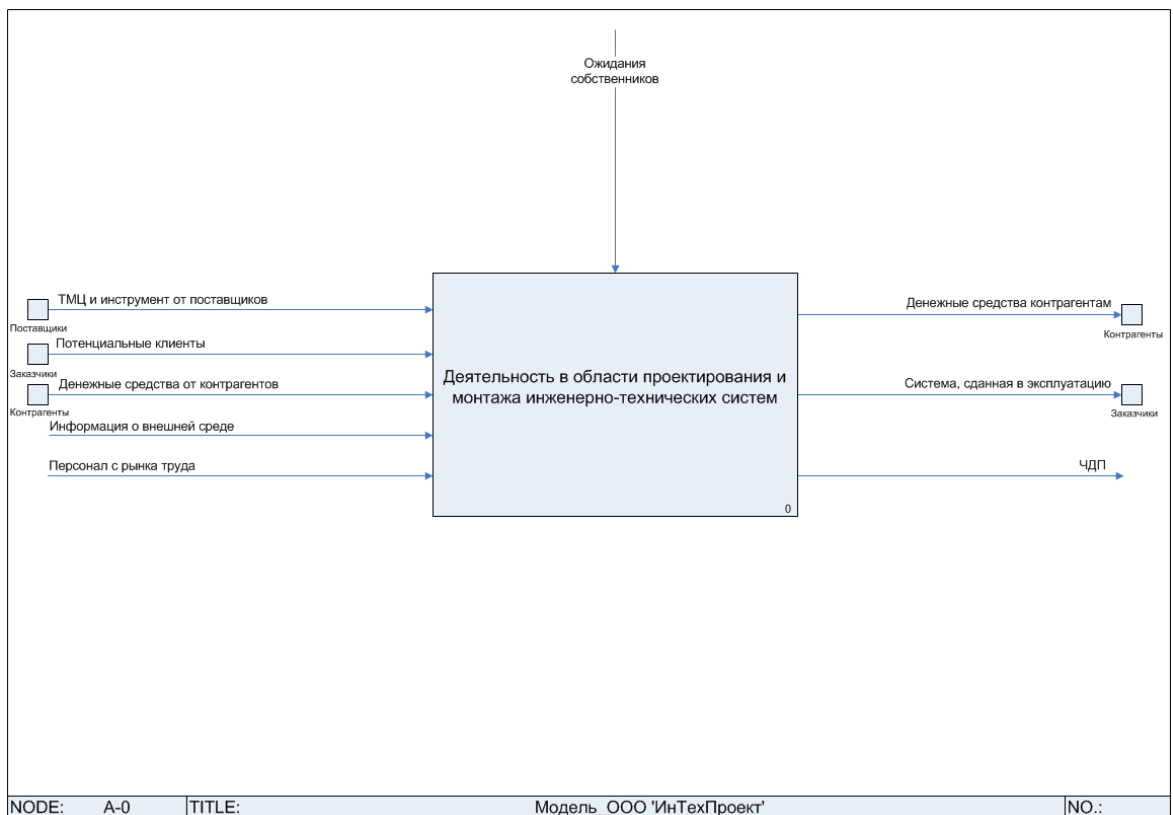 Ожидания
собственников
ТМЦ и инструмент от поставщиков
Поставщики
Потенциальные клиенты
Заказчики
Денежные средства от контрагентов
Контрагенты
Информация о внешней среде
Персонал с рынка труда
Деятельность в области проектирования и
монтажа инженерно-технических систем
0
Денежные средства контрагентам
Контрагенты
Система, сданная в эксплуатацию
Заказчики
ЧДП
NODE: A-0 TITLE: Модель_ООО 'ИнТехПроект' NO.: